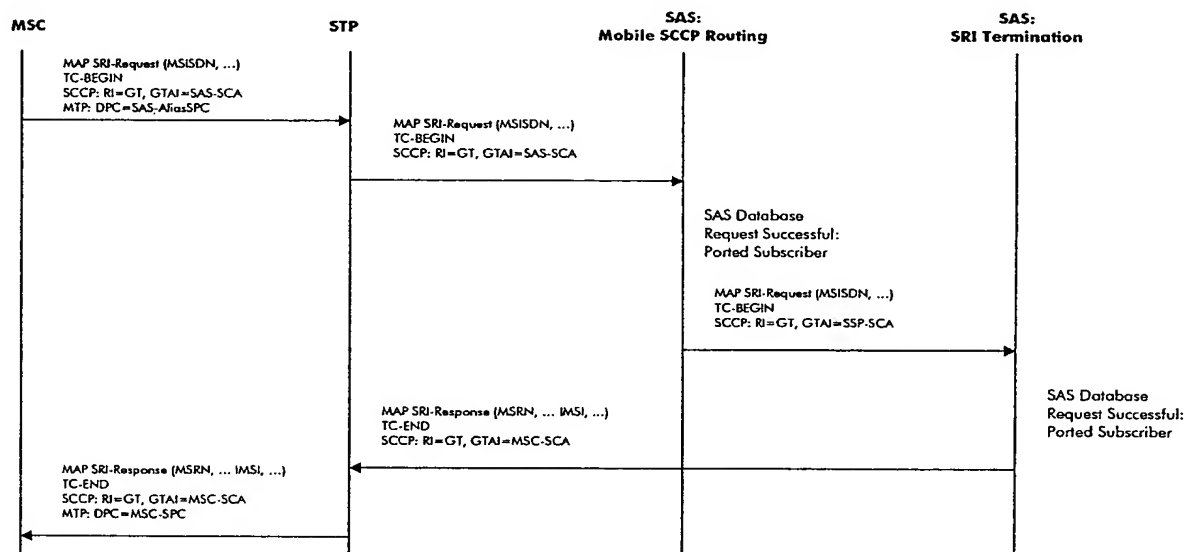 MSC
STP
SAS:
Mobile SCCP Routing
SAS:
SRI Termination
MAP SRI-Request (MSISDN, ...)
TC-BEGIN
SCCP: RI=GT, GTAI=SAS-SCA
MTP: DPC=SAS-AliasSPC
MAP SRI-Request (MSISDN, ...)
TC-BEGIN
SCCP: RI=GT, GTAI=SAS-SCA
SAS Database
Request Successful:
Ported Subscriber
MAP SRI-Request (MSISDN, ...)
TC-BEGIN
SCCP: RI=GT, GTAI=SSP-SCA
SAS Database
Request Successful:
Ported Subscriber
MAP SRI-Response (MSRN, ... IMSI, ...)
TC-END
SCCP: RI=GT, GTAI=MSC-SCA
MAP SRI-Response (MSRN, ... IMSI, ...)
TC-END
SCCP: RI=GT, GTAI=MSC-SCA
MTP: DPC=MSC-SPC